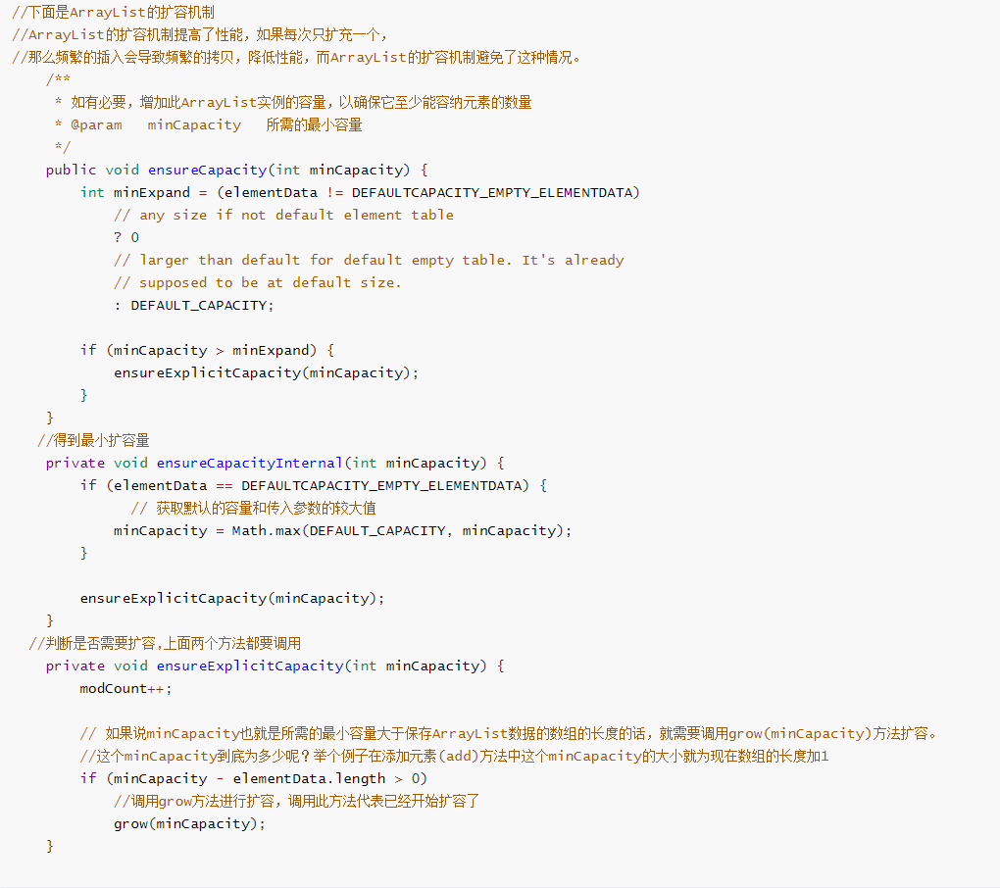 //下面是ArrayList的扩容机制
//ArrayList的扩容机制提高了性能，如果每次只扩充一个，
//那么频繁的插入会导致频繁的拷贝，降低性能，而ArrayList的扩容机制避免了这种情况。
/**
* 如有必要，增加此ArrayList实例的容量，以确保它至少能容纳元素的数量
* @param   minCapacity   所需的最小容量
*/
public void ensureCapacity(int minCapacity) {
int minExpand = (elementData != DEFAULTCAPACITY_EMPTY_ELEMENTDATA)
// any size if not default element table
? 0
// larger than default for default empty table. It's already
// supposed to be at default size.
: DEFAULT_CAPACITY;
if (minCapacity > minExpand) {
ensureExplicitCapacity(minCapacity);
}
}
//得到最小扩容量
private void ensureCapacityInternal(int minCapacity) {
if (elementData == DEFAULTCAPACITY_EMPTY_ELEMENTDATA) {
// 获取默认的容量和传入参数的较大值
minCapacity = Math.max(DEFAULT_CAPACITY, minCapacity);
}
ensureExplicitCapacity(minCapacity);
}
//判断是否需要扩容,上面两个方法都要调用
private void ensureExplicitCapacity(int minCapacity) {
modCount++;
// 如果说minCapacity也就是所需的最小容量大于保存ArrayList数据的数组的长度的话，就需要调用grow(minCapacity)方法扩容。
//这个minCapacity到底为多少呢？举个例子在添加元素(add)方法中这个minCapacity的大小就为现在数组的长度加1
if (minCapacity - elementData.length > 0)
//调用grow方法进行扩容，调用此方法代表已经开始扩容了
grow(minCapacity);
}